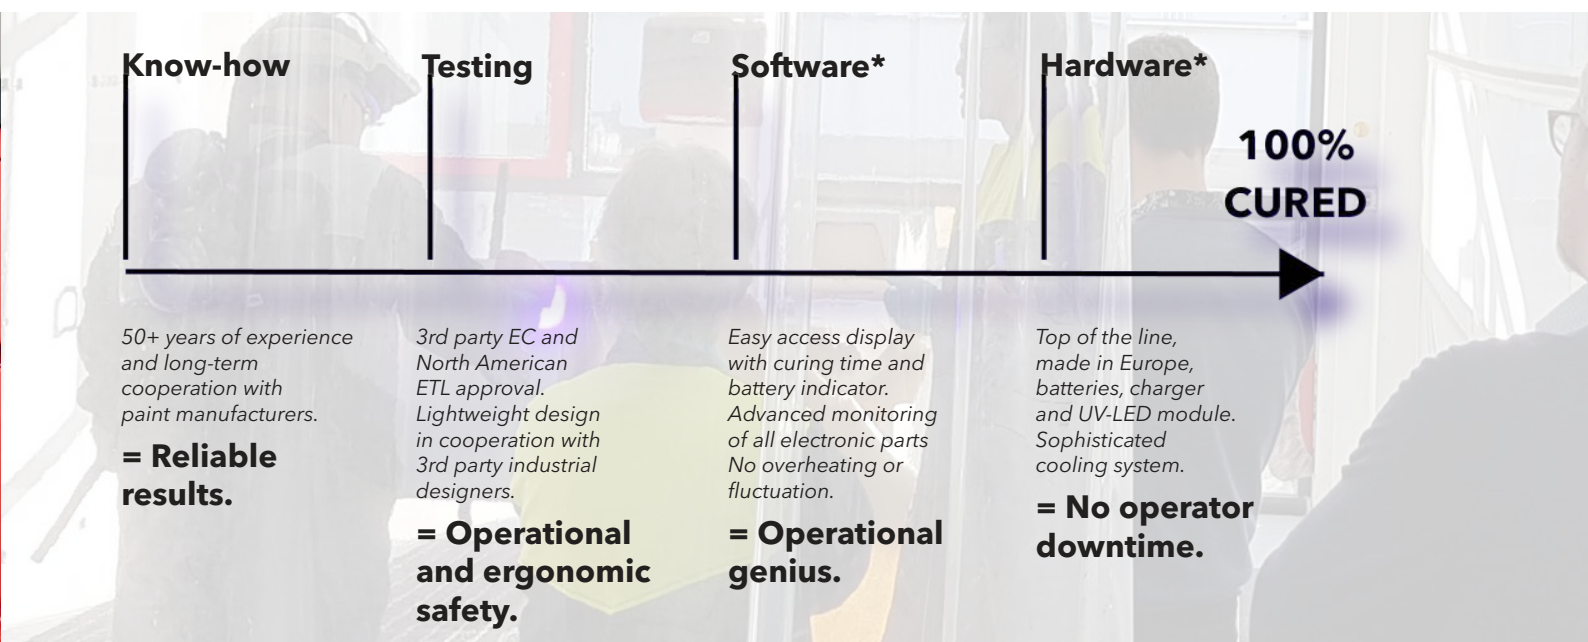 Know-how
Testing
Software*
Hardware*
100%
CURED
50+ years of experience
and long-term
cooperation with
paint manufacturers.
= Reliable
results.
3rd party EC and
North American
ETL approval.
Lightweight design
in cooperation with
3rd party industrial
designers.
= Operational
and ergonomic
safety.
Easy access display
with curing time and
battery indicator.
Advanced monitoring
of all electronic parts
No overheating or
fluctuation.
= Operational
genius.
Top of the line,
made in Europe,
batteries, charger
and UV-LED module.
Sophisticated
cooling system.
= No operator
downtime.